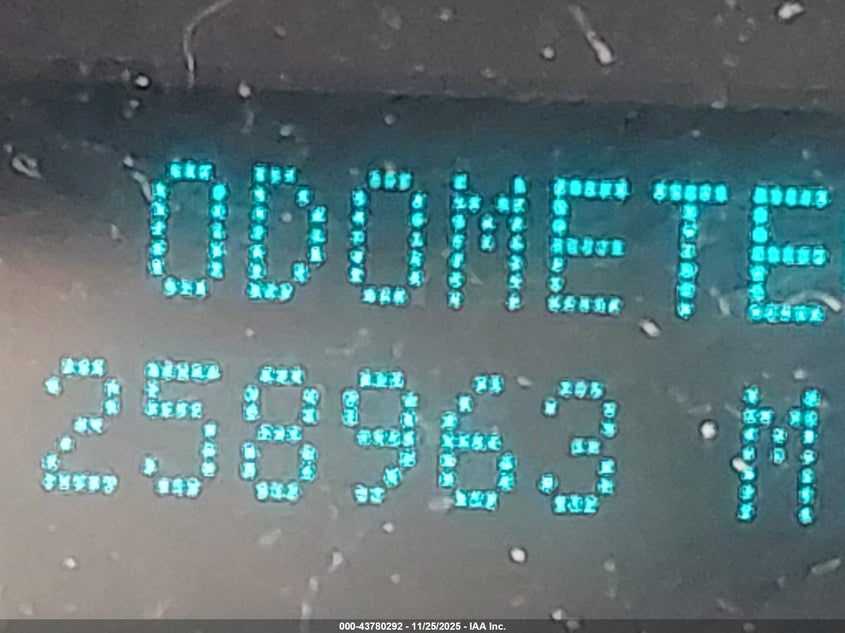 ODOMETE
258963 M
000-43780292 - 11/25/2025 - IAA Inc.